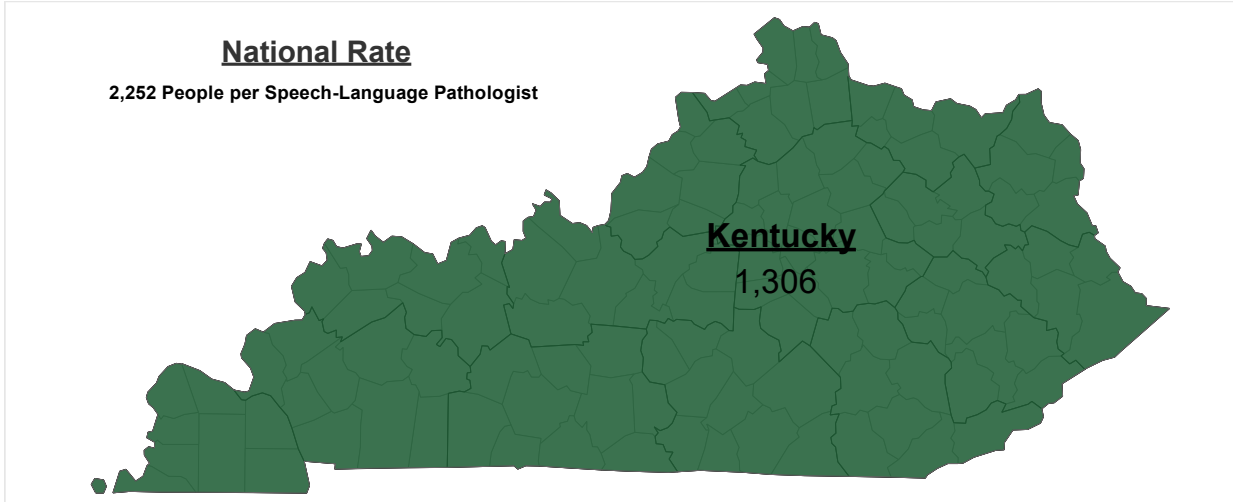 National Rate
2,252 People per Speech-Language Pathologist
Kentucky
1,306